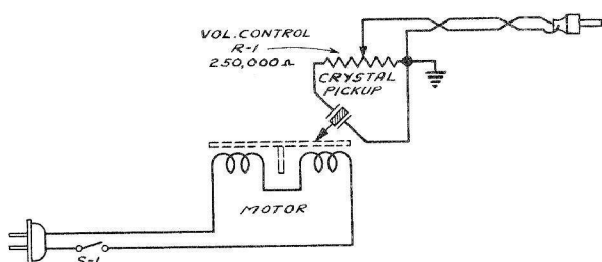 VOL. CONTROL
R-1
250,000 Ω
CRYSTAL
PICKUP
MOTOR
S-1